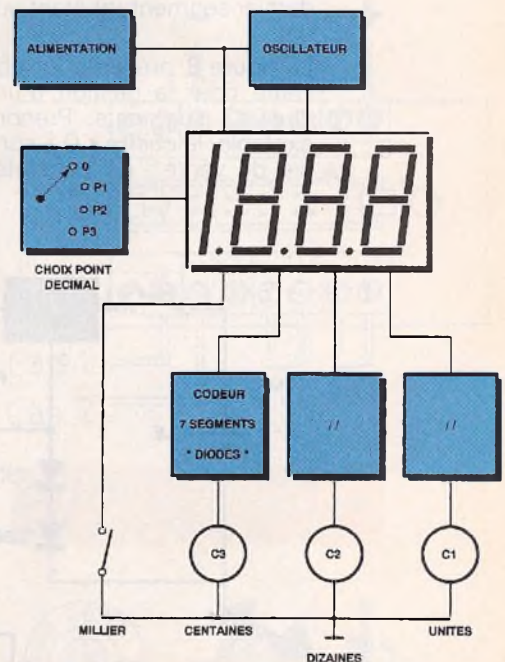 ALIMENTATION
OSCILLATEUR
0
P1
P2
P3
1.8.8.8
CHOIX POINT
DECIMAL
CODEUR
7 SEGMENTS
" DIODES "
//
//
C3
C2
C1
MILLIER
CENTAINES
UNITES
DIZAINES